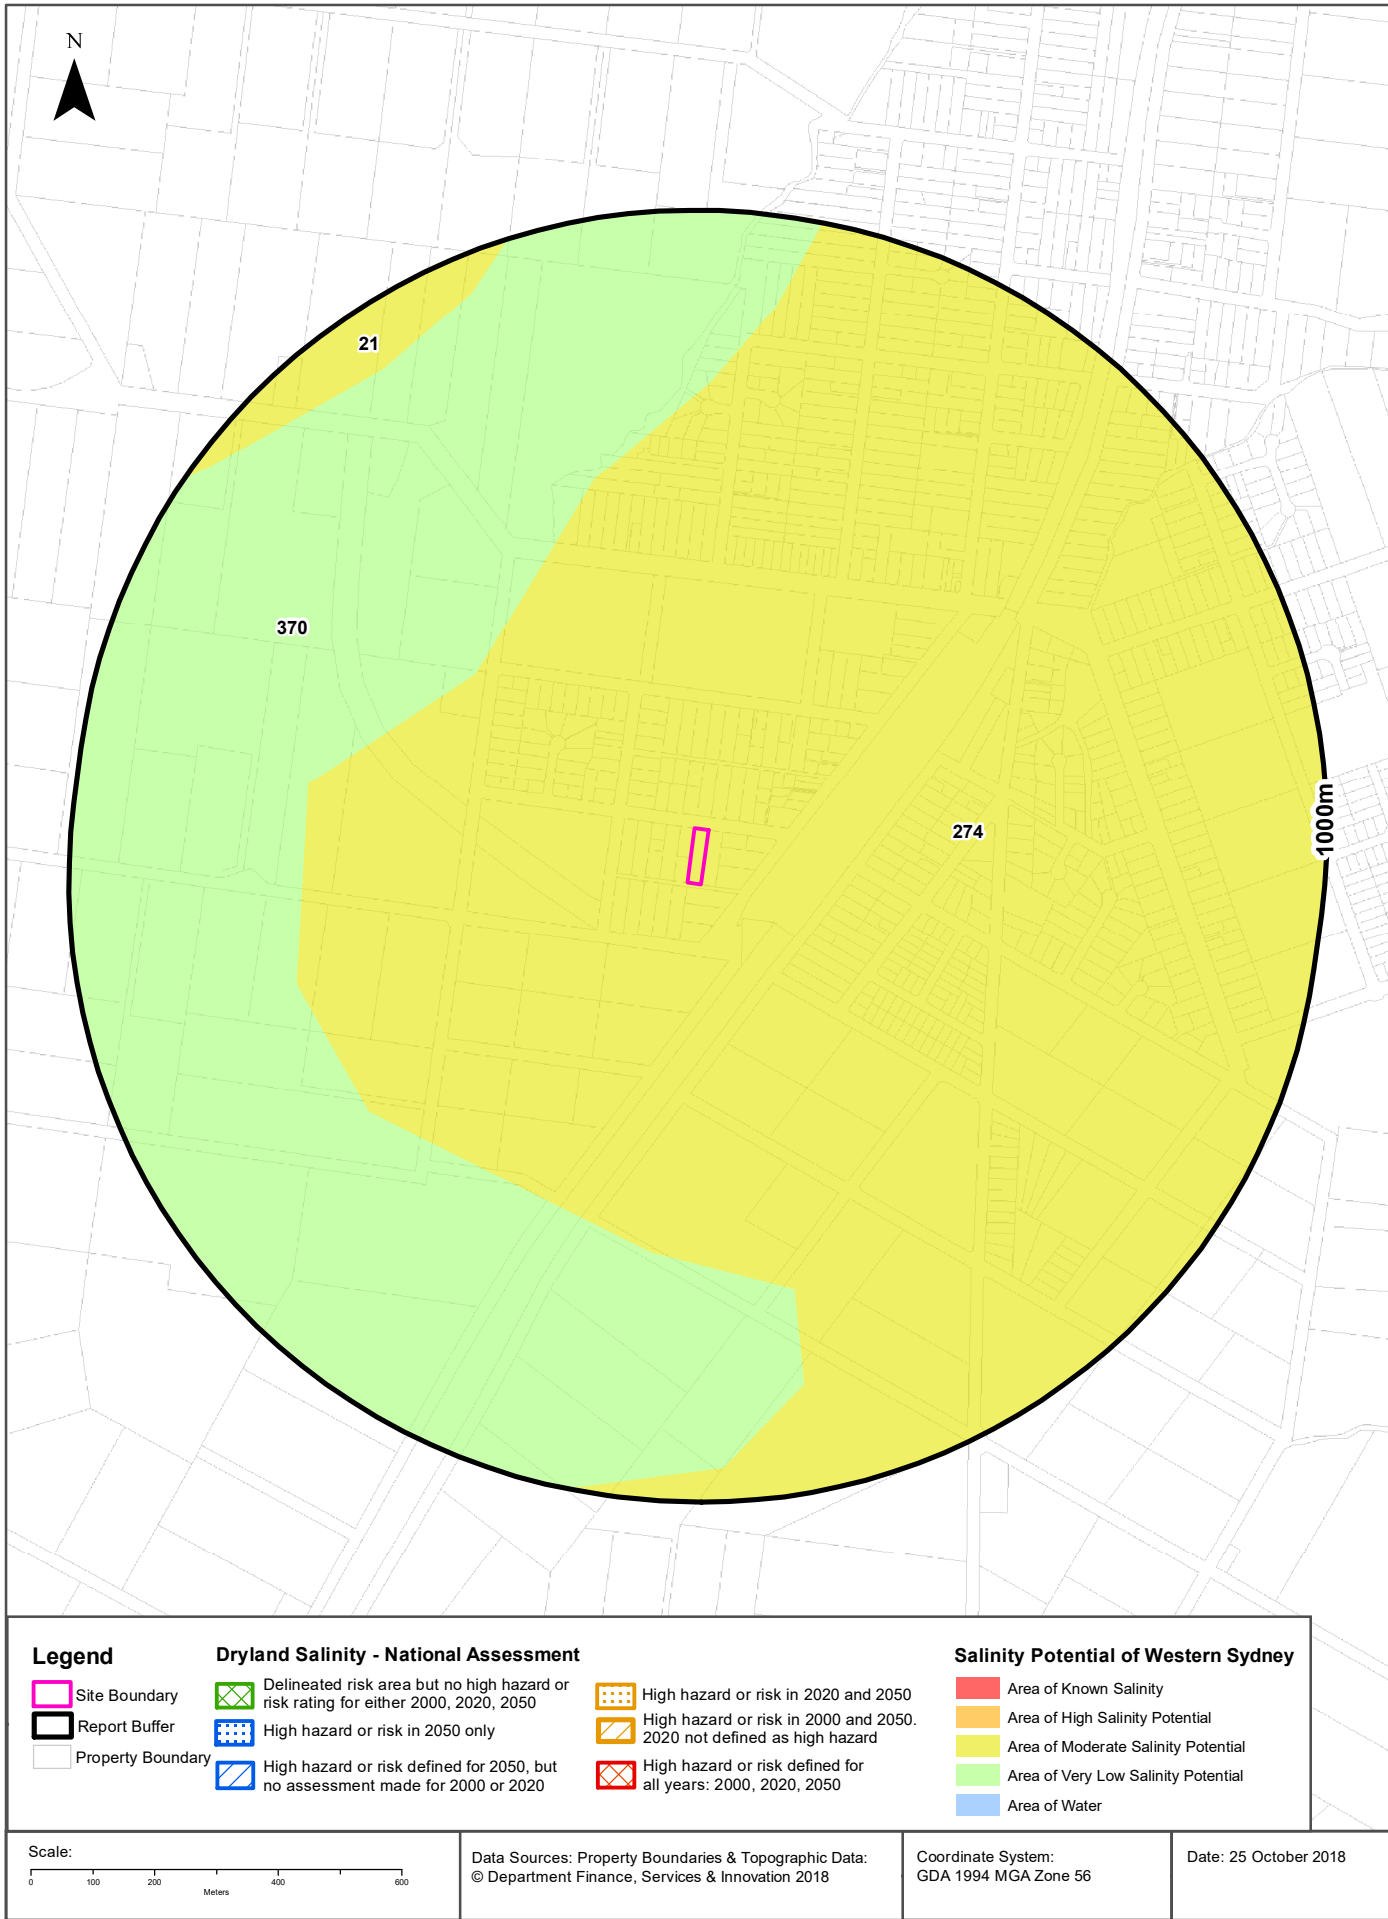 N
21
370
274
1000m
Legend
Site Boundary
Report Buffer
Property Boundary
Dryland Salinity - National Assessment
Delineated risk area but no high hazard or
risk rating for either 2000, 2020, 2050
High hazard or risk in 2050 only
High hazard or risk defined for 2050, but
no assessment made for 2000 or 2020
High hazard or risk in 2020 and 2050
High hazard or risk in 2000 and 2050.
2020 not defined as high hazard
High hazard or risk defined for
all years: 2000, 2020, 2050
Salinity Potential of Western Sydney
Area of Known Salinity
Area of High Salinity Potential
Area of Moderate Salinity Potential
Area of Very Low Salinity Potential
Area of Water
Scale:
0 100 200 400 600
Meters
Data Sources: Property Boundaries & Topographic Data:
© Department Finance, Services & Innovation 2018
Coordinate System:
GDA 1994 MGA Zone 56
Date: 25 October 2018